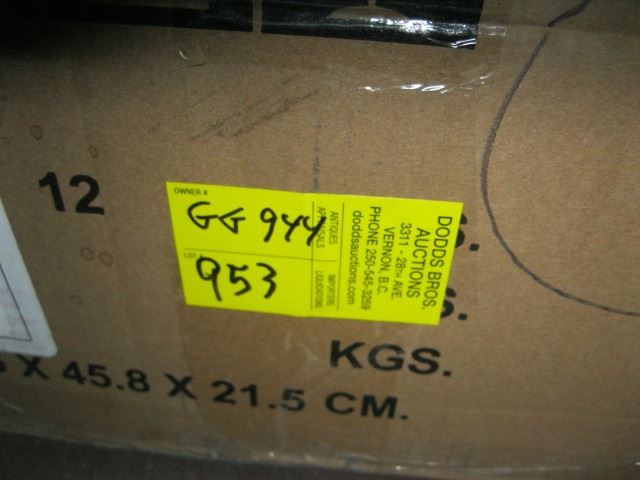 12
OWNER #
GG 944
LOT
953
ANTIQUES
APPRAISALS
IMPORTERS
LIQUIDATIONS
DODDS BROS.
AUCTIONS
3311 - 28TH AVE.
VERNON, B.C.
PHONE 250-545-3259
doddsauctions.com
S.
S.
KGS.
X 45.8 X 21.5 CM.